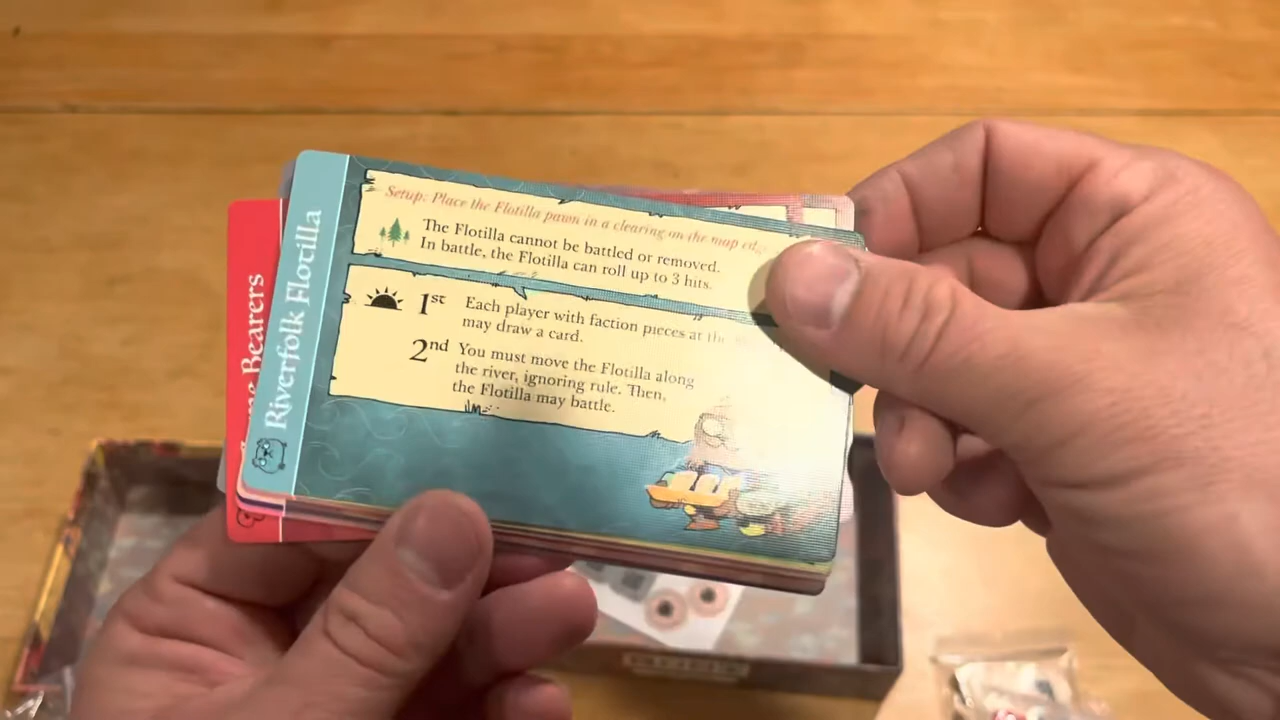 Riverfolk Flotilla
Setup: Place the Flotilla pawn in a clearing on the map
The Flotilla cannot be battled or removed.
In battle, the Flotilla can roll up to 3 hits.
1st Each player with faction pieces at
may draw a card.
2nd You must move the Flotilla along
the river, ignoring rule. Then,
the Flotilla may battle.
Bearers